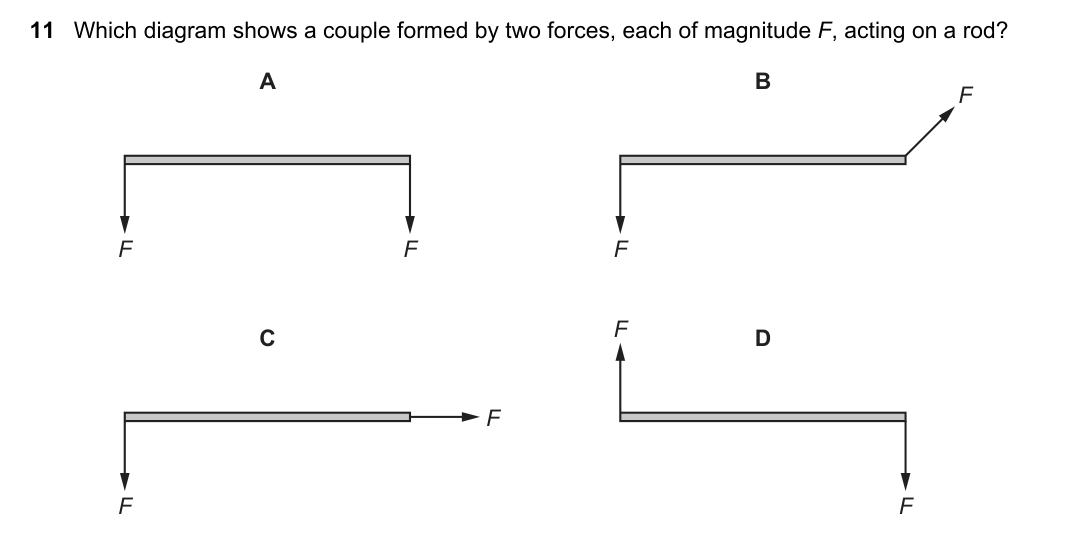 11 Which diagram shows a couple formed by two forces, each of magnitude F, acting on a rod?
A
B
F
F
F
F
C
F
D
F
F
F